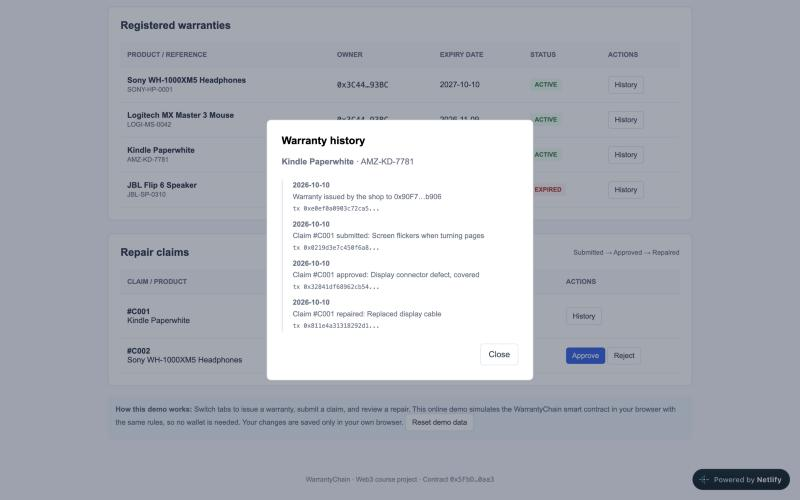 Registered warranties
PRODUCT / REFERENCE OWNER EXPIRY DATE STATUS ACTIONS
Sony WH-1000XM5 Headphones
SONY-HP-0001
0x3C44…93BC 2027-10-10 ACTIVE History
Logitech MX Master 3 Mouse
LOGI-MS-0042
0x3C44…93BC 2026-11-09 ACTIVE History
Kindle Paperwhite
AMZ-KD-7781
ACTIVE History
JBL Flip 6 Speaker
JBL-SP-0310
EXPIRED History
Warranty history
Kindle Paperwhite · AMZ-KD-7781
2026-10-10
Warranty issued by the shop to 0x90F7…b906
tx 0xe0ef0a0903c72ca5...
2026-10-10
Claim #C001 submitted: Screen flickers when turning pages
tx 0x0219d3e7c450f6a8...
2026-10-10
Claim #C001 approved: Display connector defect, covered
tx 0x32841df68962cb54...
2026-10-10
Claim #C001 repaired: Replaced display cable
tx 0x811e4a31318292d1...
Close
Repair claims
Submitted → Approved → Repaired
CLAIM / PRODUCT ACTIONS
#C001
Kindle Paperwhite
History
#C002
Sony WH-1000XM5 Headphones
Approve Reject
How this demo works: Switch tabs to issue a warranty, submit a claim, and review a repair. This online demo simulates the WarrantyChain smart contract in your browser with
the same rules, so no wallet is needed. Your changes are saved only in your own browser. Reset demo data
WarrantyChain · Web3 course project · Contract 0x5FbD…0aa3
Powered by Netlify